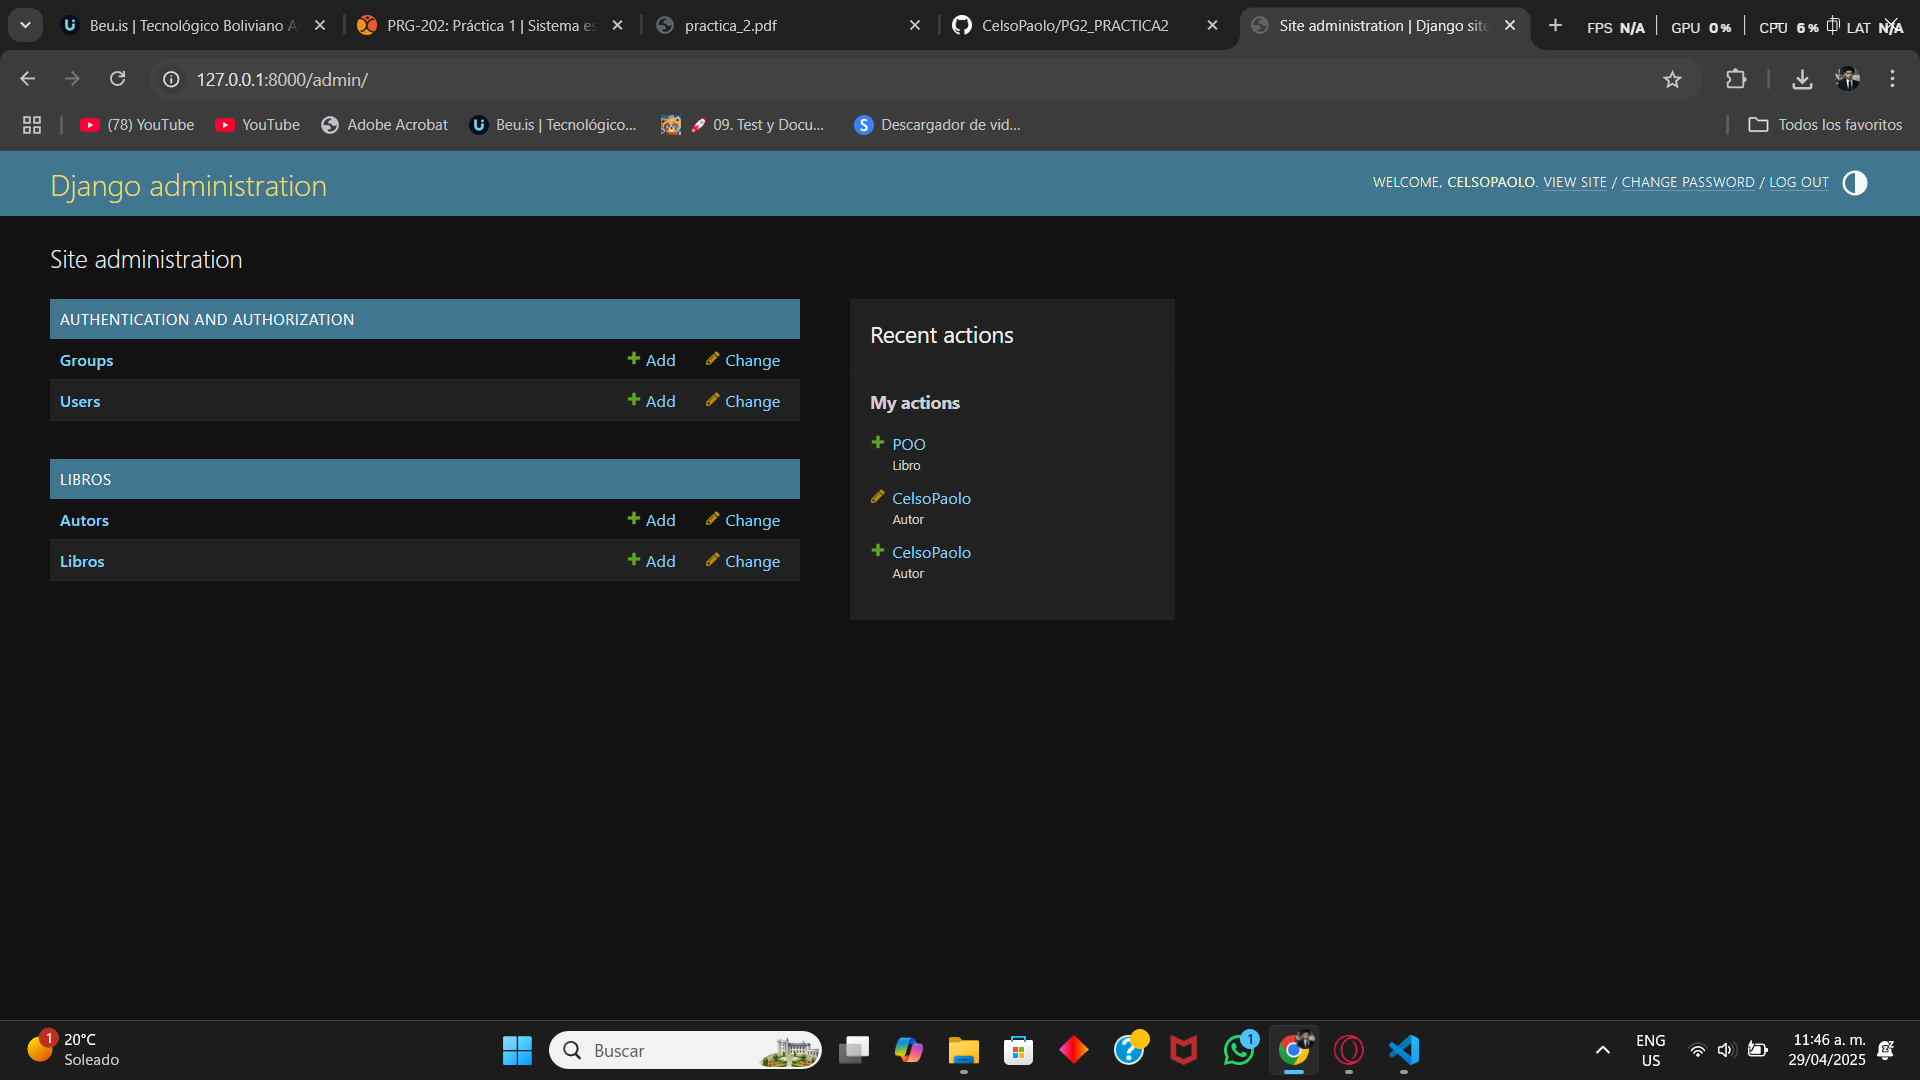 Beu.is | Tecnológico Boliviano A
PRG-202: Práctica 1 | Sistema es
practica_2.pdf
CelsoPaolo/PG2_PRACTICA2
Site administration | Django site
FPS N/A
GPU 0%
CPU 6%
LAT N/A
127.0.0.1:8000/admin/
(78) YouTube
YouTube
Adobe Acrobat
Beu.is | Tecnológico...
09. Test y Docu...
Descargador de vid...
Todos los favoritos
Django administration
WELCOME, CELSOPAOLO. VIEW SITE / CHANGE PASSWORD / LOG OUT
Site administration
AUTHENTICATION AND AUTHORIZATION
Groups Add Change
Users Add Change
LIBROS
Autors Add Change
Libros Add Change
Recent actions
My actions
POO
Libro
CelsoPaolo
Autor
CelsoPaolo
Autor
1
20°C
Soleado
Buscar
1
ENG
US
11:46 a. m.
29/04/2025